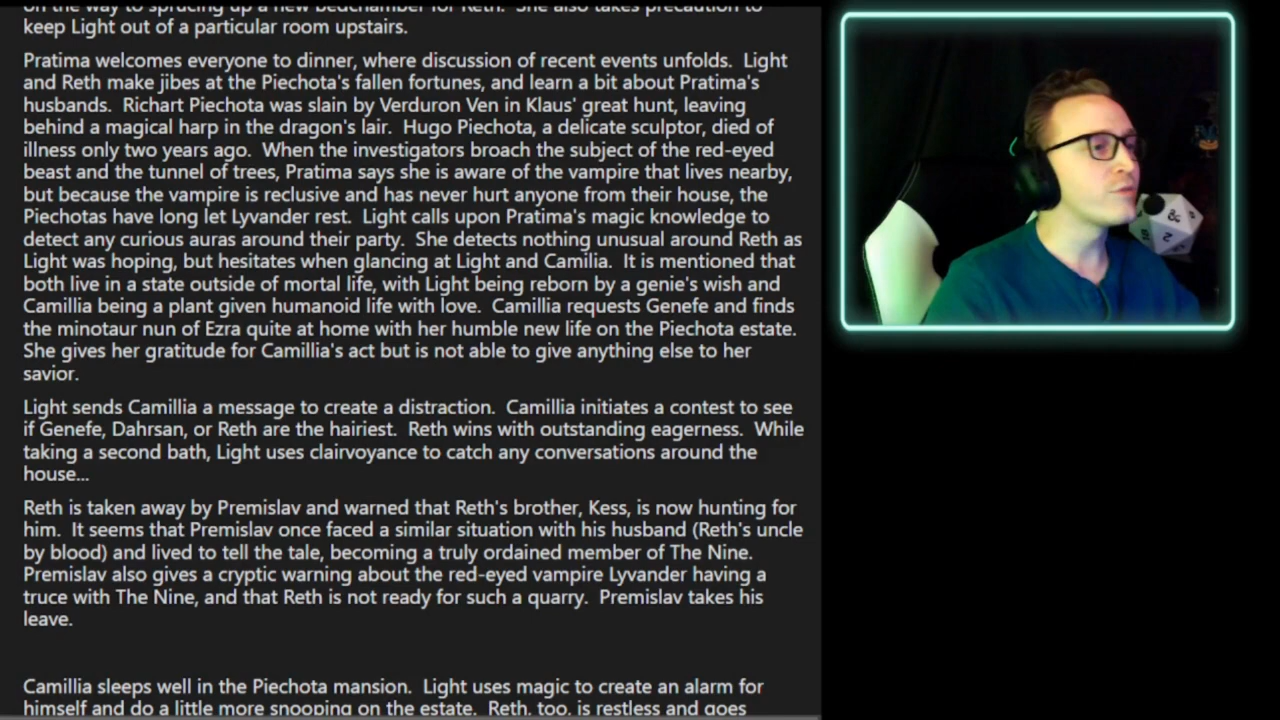 on the way to sprucing up a new bedchamber for Reth.  She also takes precaution to
keep Light out of a particular room upstairs.
Pratima welcomes everyone to dinner, where discussion of recent events unfolds.  Light
and Reth make jibes at the Piechota's fallen fortunes, and learn a bit about Pratima's
husbands.  Richart Piechota was slain by Verduron Ven in Klaus' great hunt, leaving
behind a magical harp in the dragon's lair.  Hugo Piechota, a delicate sculptor, died of
illness only two years ago.  When the investigators broach the subject of the red-eyed
beast and the tunnel of trees, Pratima says she is aware of the vampire that lives nearby,
but because the vampire is reclusive and has never hurt anyone from their house, the
Piechotas have long let Lyvander rest.  Light calls upon Pratima's magic knowledge to
detect any curious auras around their party.  She detects nothing unusual around Reth as
Light was hoping, but hesitates when glancing at Light and Camilia.  It is mentioned that
both live in a state outside of mortal life, with Light being reborn by a genie's wish and
Camillia being a plant given humanoid life with love.  Camillia requests Genefe and finds
the minotaur nun of Ezra quite at home with her humble new life on the Piechota estate.
She gives her gratitude for Camillia's act but is not able to give anything else to her
savior.
Light sends Camillia a message to create a distraction.  Camillia initiates a contest to see
if Genefe, Dahrsan, or Reth are the hairiest.  Reth wins with outstanding eagerness.  While
taking a second bath, Light uses clairvoyance to catch any conversations around the
house...
Reth is taken away by Premislav and warned that Reth's brother, Kess, is now hunting for
him.  It seems that Premislav once faced a similar situation with his husband (Reth's uncle
by blood) and lived to tell the tale, becoming a truly ordained member of The Nine.
Premislav also gives a cryptic warning about the red-eyed vampire Lyvander having a
truce with The Nine, and that Reth is not ready for such a quarry.  Premislav takes his
leave.
Camillia sleeps well in the Piechota mansion.  Light uses magic to create an alarm for
himself and do a little more snooping on the estate.  Reth, too, is restless and goes